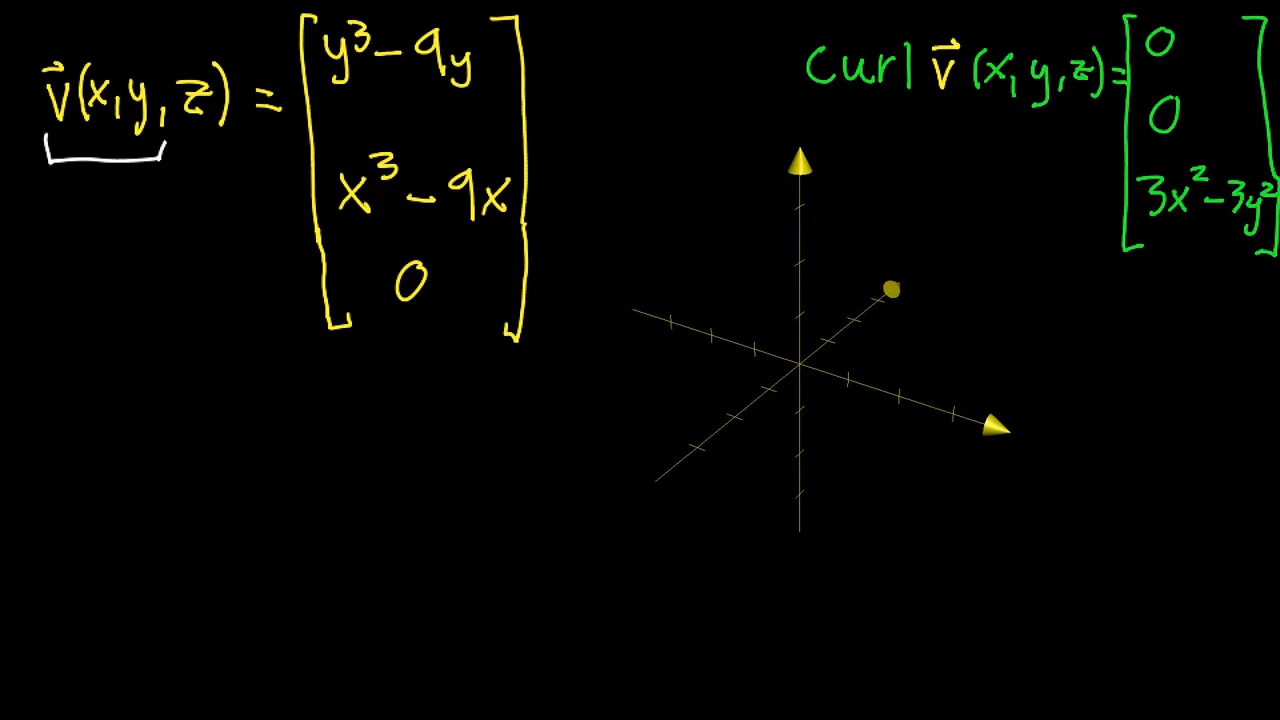 v⃗(x,y,z) = [y³ - 9y
x³ - 9x
0]
curl v⃗(x,y,z) = [0
0
3x² - 3y²]